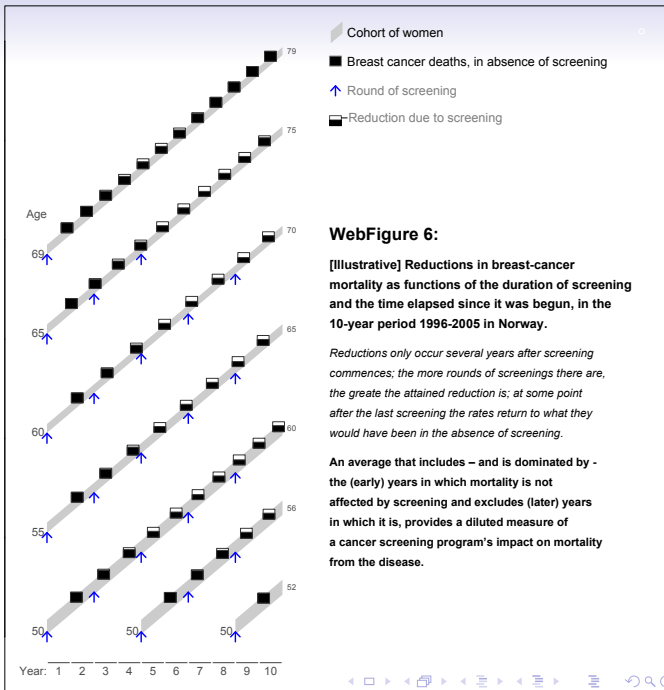 79
75
70
65
60
56
52
Age
69
65
60
55
50
50
50
Year: 1 2 3 4 5 6 7 8 9 10
Cohort of women
Breast cancer deaths, in absence of screening
Round of screening
Reduction due to screening
WebFigure 6:
[Illustrative] Reductions in breast-cancer
mortality as functions of the duration of screening
and the time elapsed since it was begun, in the
10-year period 1996-2005 in Norway.
Reductions only occur several years after screening
commences; the more rounds of screenings there are,
the greate the attained reduction is; at some point
after the last screening the rates return to what they
would have been in the absence of screening.
An average that includes – and is dominated by -
the (early) years in which mortality is not
affected by screening and excludes (later) years
in which it is, provides a diluted measure of
a cancer screening program's impact on mortality
from the disease.